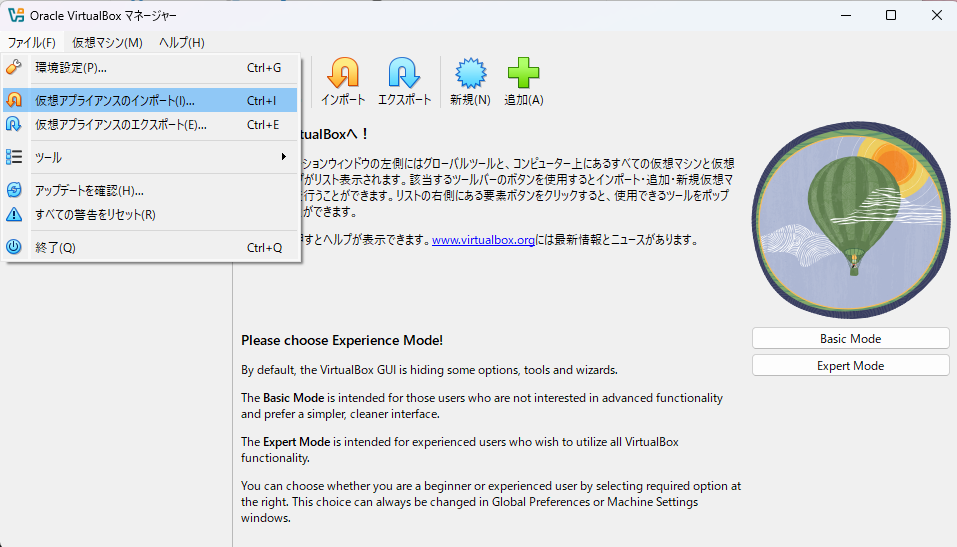 Oracle VirtualBox マネージャー
ファイル(F) 仮想マシン(M) ヘルプ(H)
環境設定(P)... Ctrl+G
仮想アプライアンスのインポート(I)... Ctrl+I
仮想アプライアンスのエクスポート(E)... Ctrl+E
ツール
アップデートを確認(H)...
すべての警告をリセット(R)
終了(Q) Ctrl+Q
インポート エクスポート 新規(N) 追加(A)
tualBoxへ！
ションウィンドウの左側にはグローバルツールと、コンピューター上にあるすべての仮想マシンと仮想
がリスト表示されます。該当するツールバーのボタンを使用するとインポート・追加・新規仮想マ
行うことができます。リストの右側にある要素ボタンをクリックすると、使用できるツールをポップ
ができます。
すとヘルプが表示できます。www.virtualbox.orgには最新情報とニュースがあります。
Please choose Experience Mode!
By default, the VirtualBox GUI is hiding some options, tools and wizards.
The Basic Mode is intended for those users who are not interested in advanced functionality
and prefer a simpler, cleaner interface.
The Expert Mode is intended for experienced users who wish to utilize all VirtualBox
functionality.
You can choose whether you are a beginner or experienced user by selecting required option at
the right. This choice can always be changed in Global Preferences or Machine Settings
windows.
Basic Mode
Expert Mode